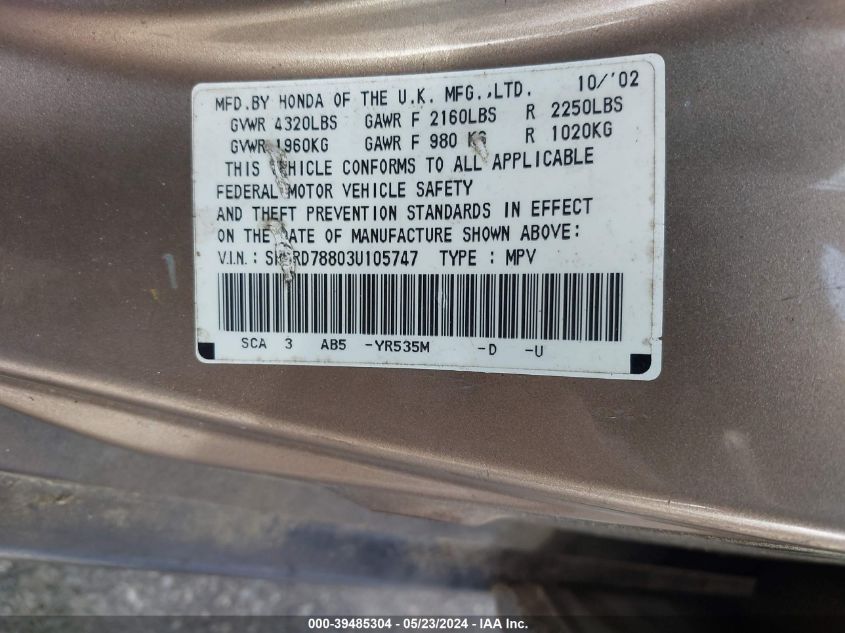 MFD.BY HONDA OF THE U.K. MFG.,LTD. 10/'02
GVWR 4320LBS GAWR F 2160LBS R 2250LBS
GVWR 1960KG GAWR F 980 KG R 1020KG
THIS VEHICLE CONFORMS TO ALL APPLICABLE
FEDERAL MOTOR VEHICLE SAFETY
AND THEFT PREVENTION STANDARDS IN EFFECT
ON THE DATE OF MANUFACTURE SHOWN ABOVE:
V.I.N.: TYPE : MPV
SCA 3 AB5 -YR535M -D -U
000-39485304 - 05/23/2024 - IAA Inc.